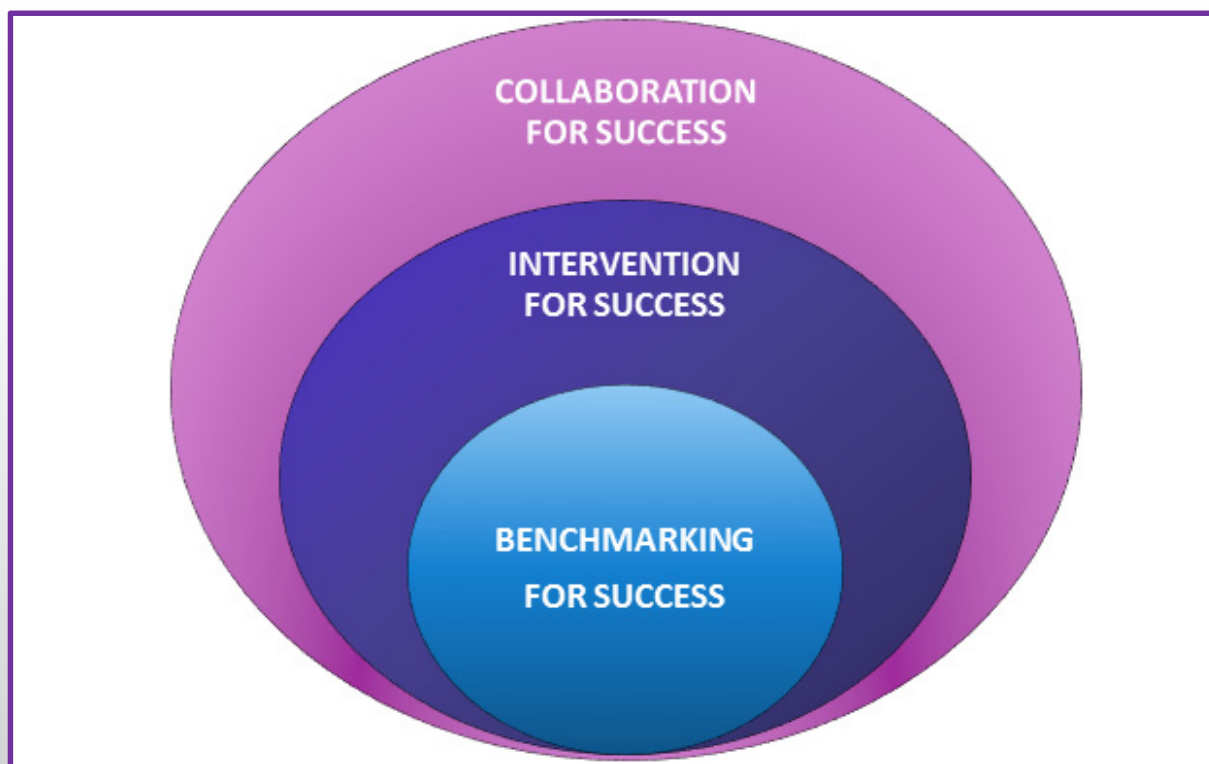 COLLABORATION
FOR SUCCESS
INTERVENTION
FOR SUCCESS
BENCHMARKING
FOR SUCCESS